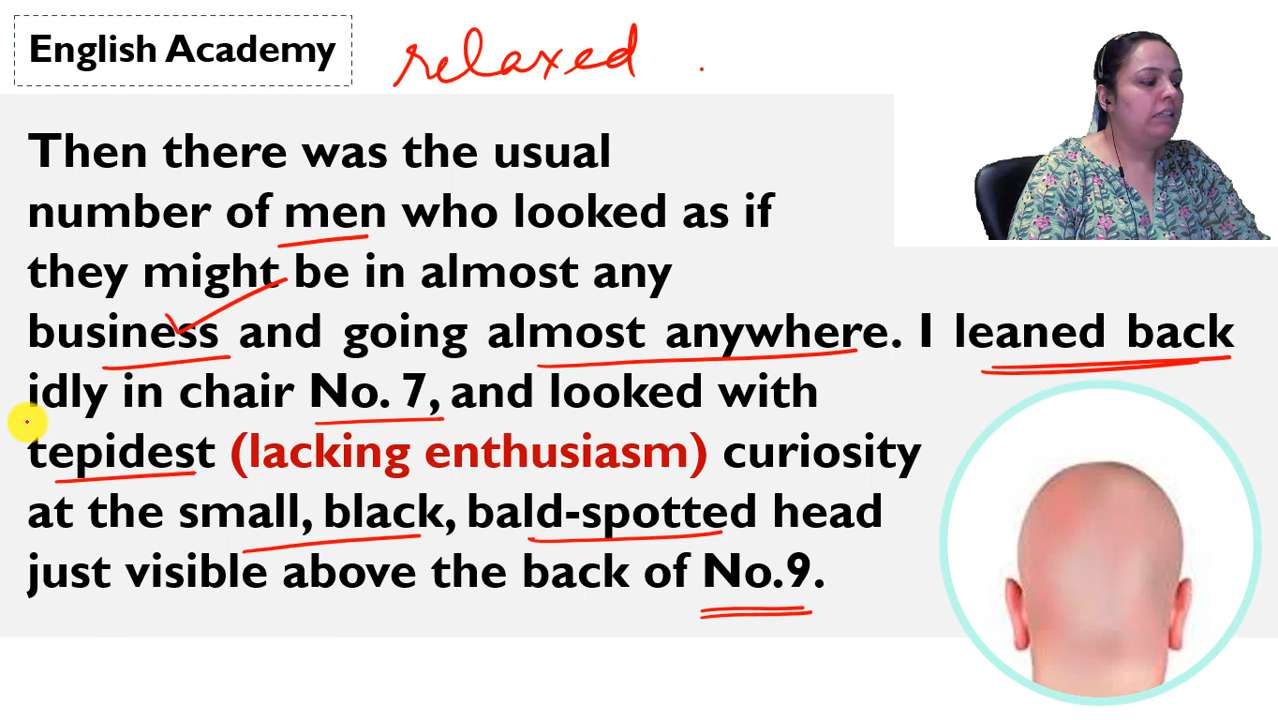 English Academy
relaxed .
Then there was the usual
number of men who looked as if
they might be in almost any
business and going almost anywhere. I leaned back
idly in chair No. 7, and looked with
tepidest (lacking enthusiasm) curiosity
at the small, black, bald-spotted head
just visible above the back of No.9.